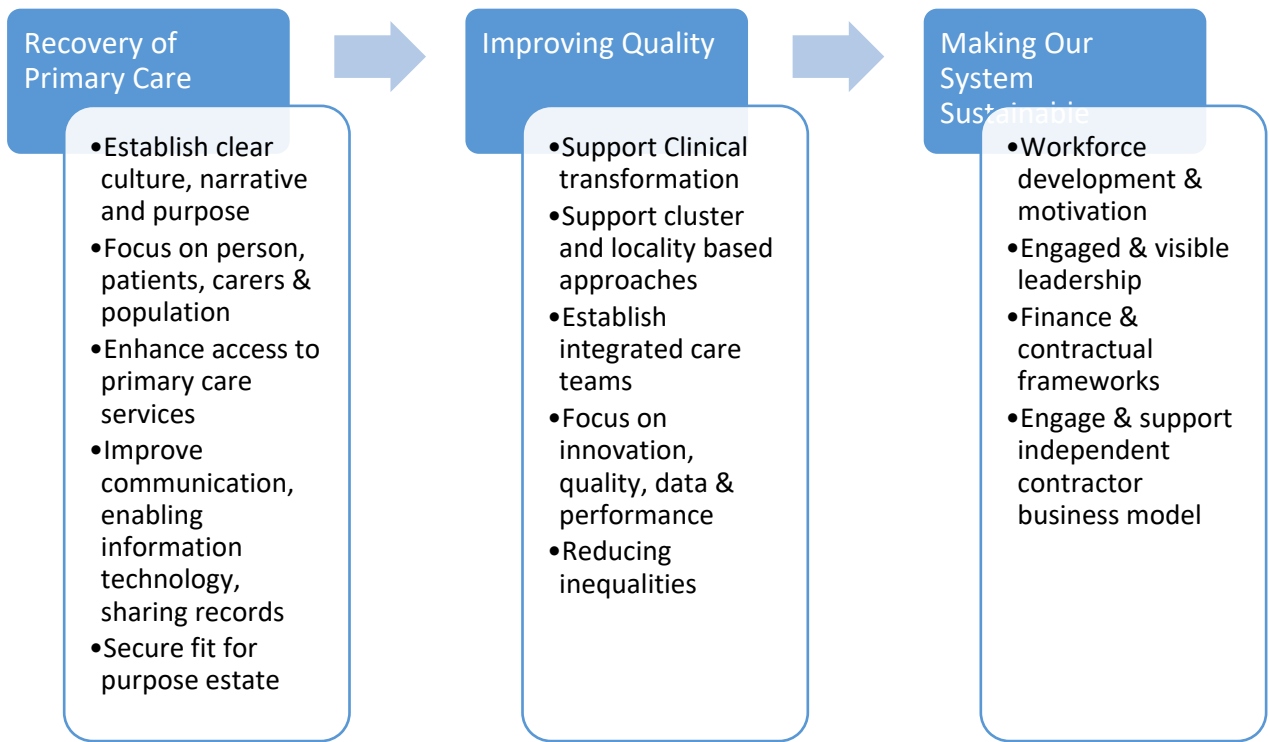 Recovery of
Primary Care
•Establish clear
culture, narrative
and purpose
•Focus on person,
patients, carers &
population
•Enhance access to
primary care
services
•Improve
communication,
enabling
information
technology,
sharing records
•Secure fit for
purpose estate
Improving Quality
•Support Clinical
transformation
•Support cluster
and locality based
approaches
•Establish
integrated care
teams
•Focus on
innovation,
quality, data &
performance
•Reducing
inequalities
Making Our
System
Sustainable
•Workforce
development &
motivation
•Engaged & visible
leadership
•Finance &
contractual
frameworks
•Engage & support
independent
contractor
business model